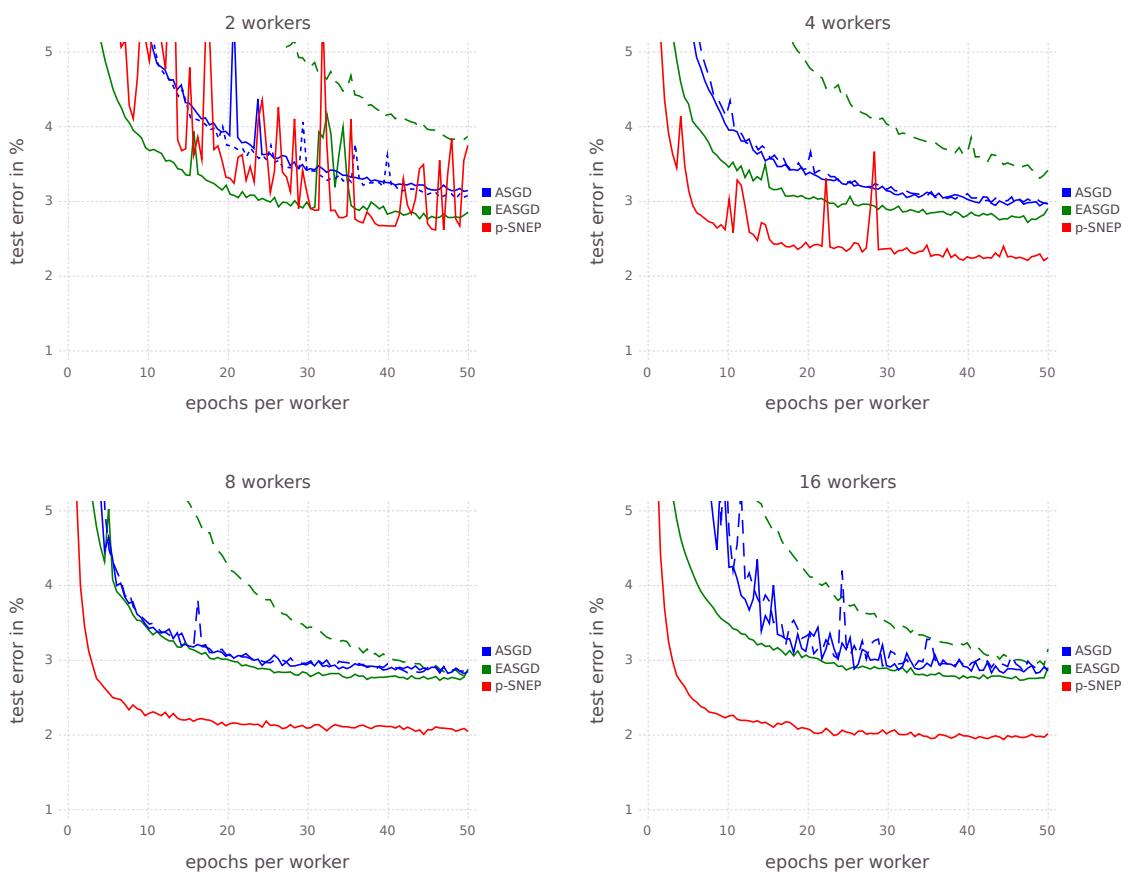 2 workers
5
4
3
2
1
test error in %
0 10 20 30 40 50
epochs per worker
ASGD
EASGD
p-SNEP
4 workers
5
4
3
2
1
test error in %
0 10 20 30 40 50
epochs per worker
ASGD
EASGD
p-SNEP
8 workers
5
4
3
2
1
test error in %
0 10 20 30 40 50
epochs per worker
ASGD
EASGD
p-SNEP
16 workers
5
4
3
2
1
test error in %
0 10 20 30 40 50
epochs per worker
ASGD
EASGD
p-SNEP